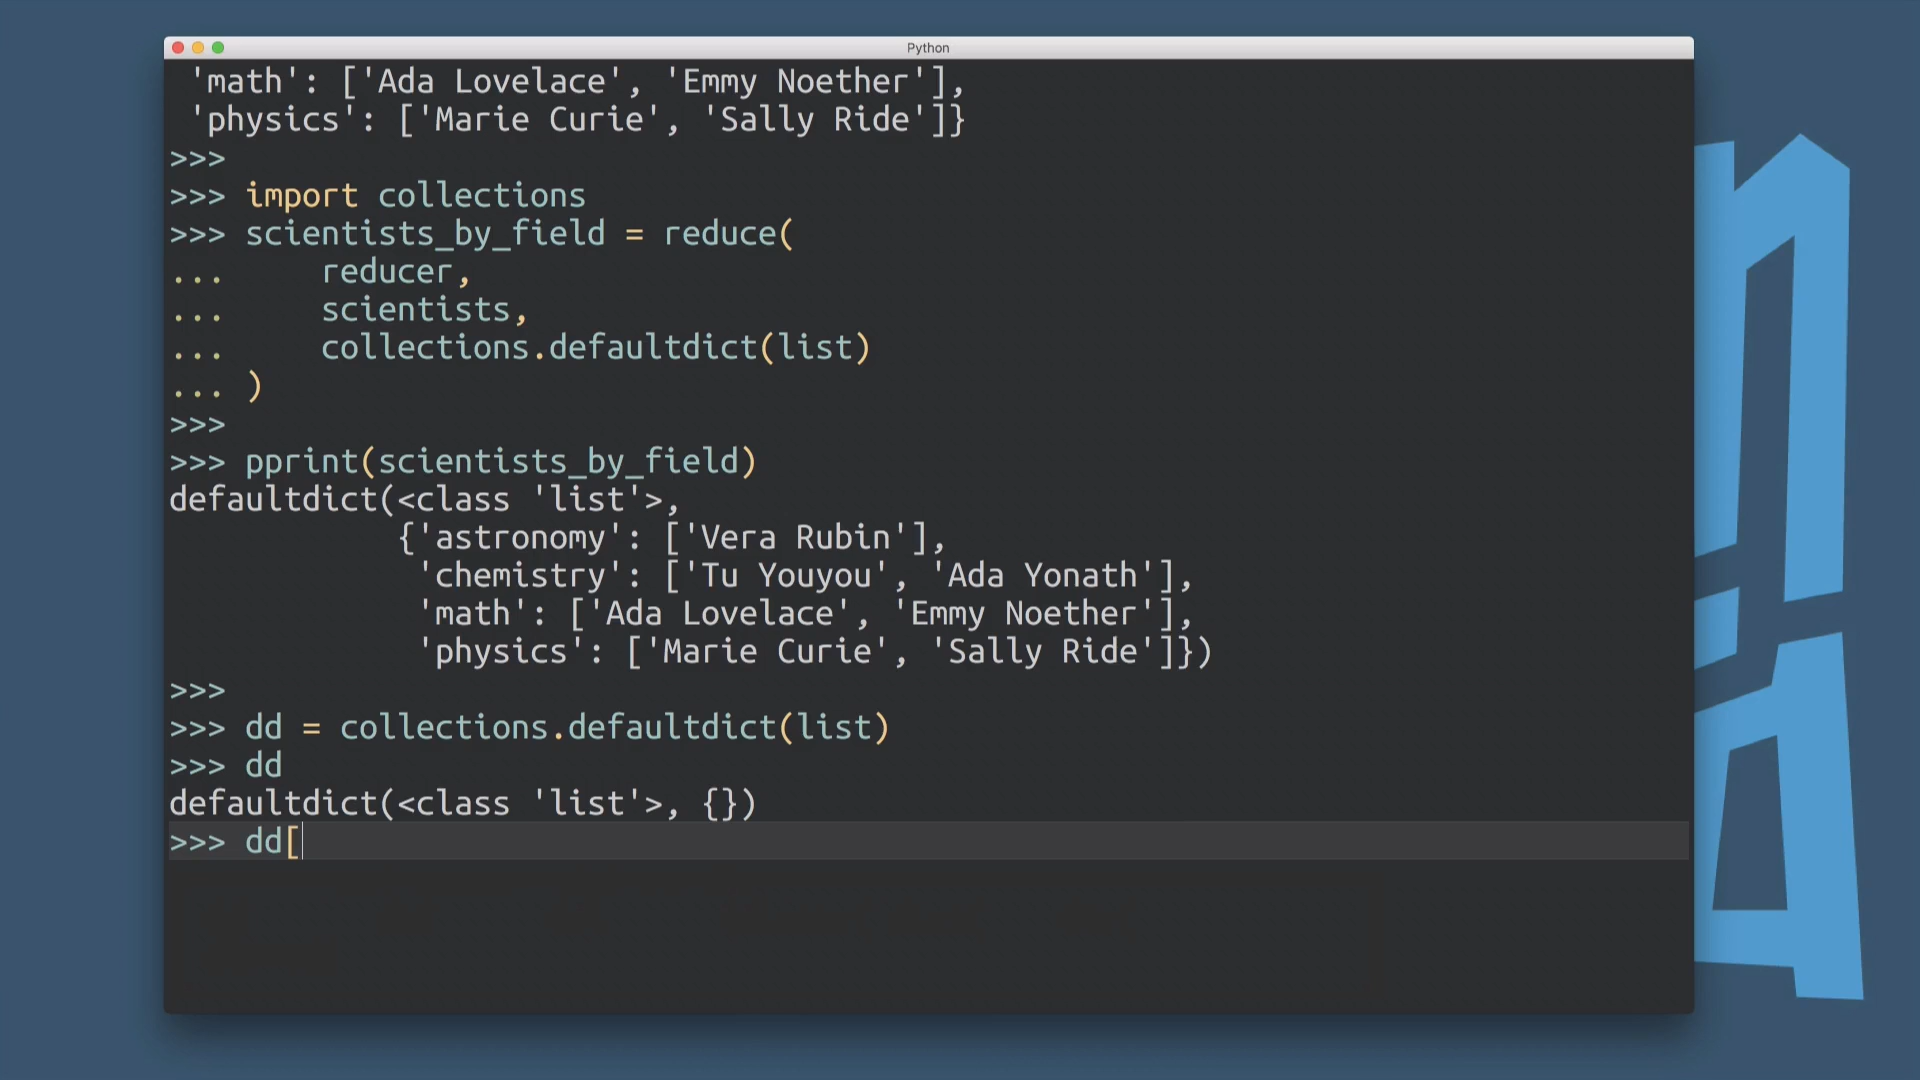 Python
 'math': ['Ada Lovelace', 'Emmy Noether'],
 'physics': ['Marie Curie', 'Sally Ride']}
>>>
>>> import collections
>>> scientists_by_field = reduce(
...     reducer,
...     scientists,
...     collections.defaultdict(list)
... )
>>>
>>> pprint(scientists_by_field)
defaultdict(<class 'list'>,
            {'astronomy': ['Vera Rubin'],
             'chemistry': ['Tu Youyou', 'Ada Yonath'],
             'math': ['Ada Lovelace', 'Emmy Noether'],
             'physics': ['Marie Curie', 'Sally Ride']})
>>>
>>> dd = collections.defaultdict(list)
>>> dd
defaultdict(<class 'list'>, {})
>>> dd[